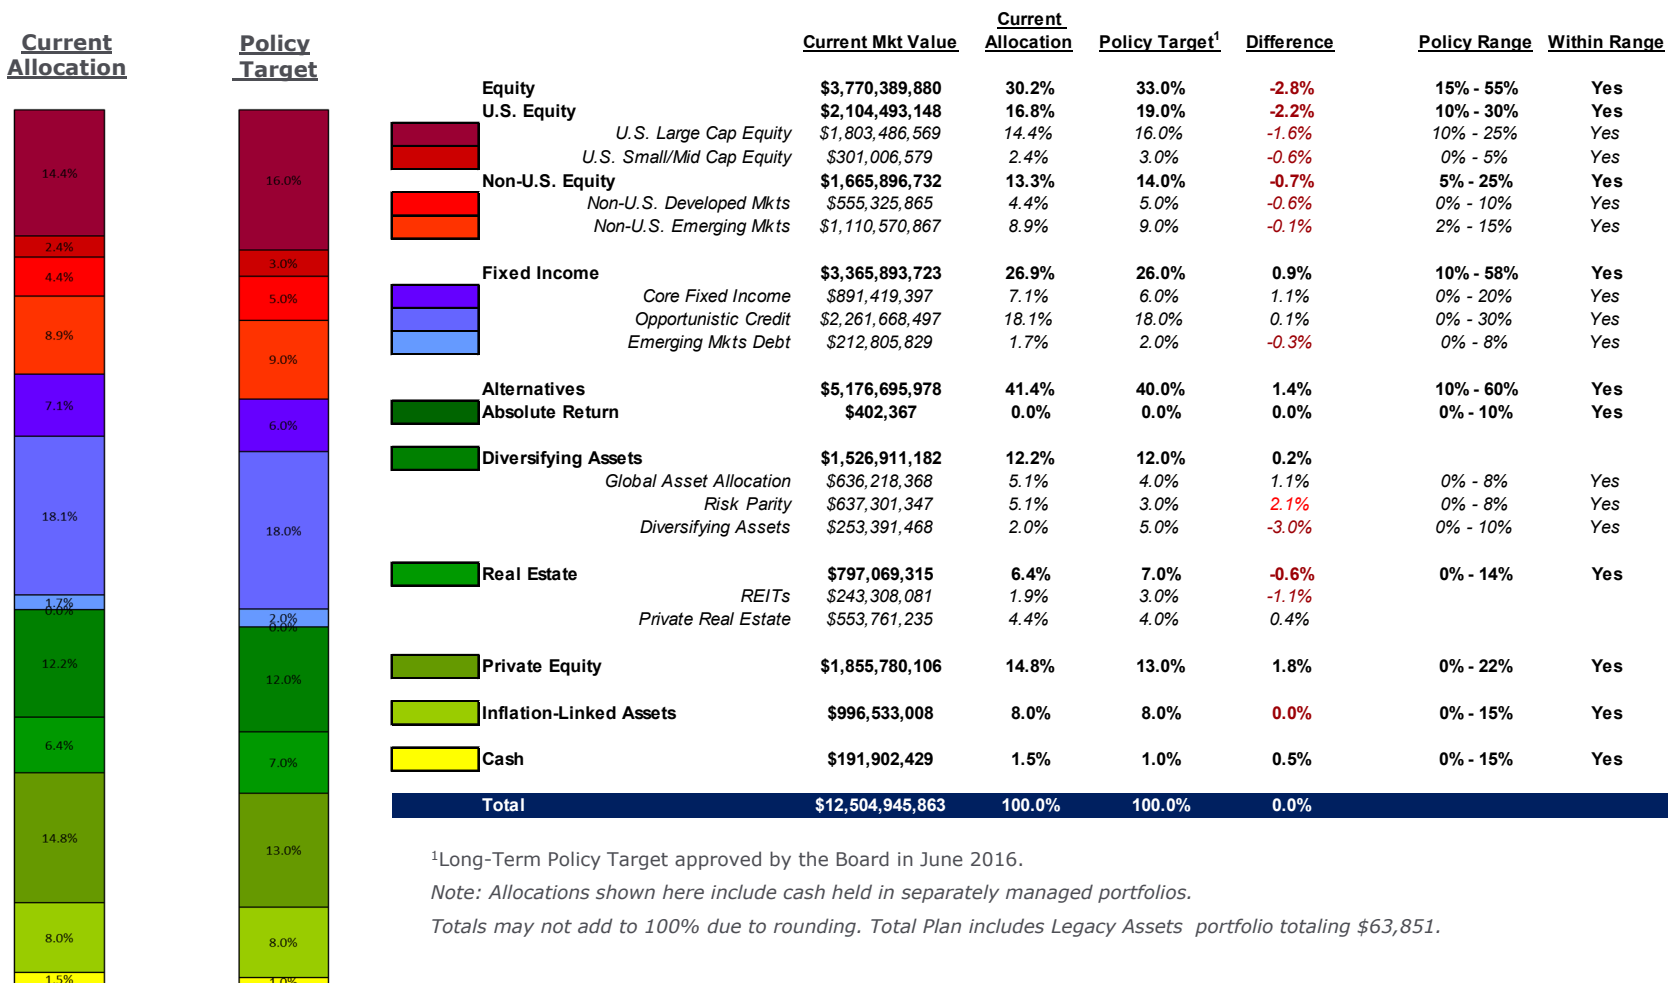 Current Allocation
14.4%
2.4%
4.4%
8.9%
7.1%
18.1%
1.7%
0.0%
12.2%
6.4%
14.8%
8.0%
1.5%
Policy Target
16.0%
3.0%
5.0%
9.0%
6.0%
18.0%
2.0%
0.0%
12.0%
7.0%
13.0%
8.0%
1.0%
Current Mkt Value Current Allocation Policy Target¹ Difference Policy Range Within Range
Equity $3,770,389,880 30.2% 33.0% -2.8% 15% - 55% Yes
U.S. Equity $2,104,493,148 16.8% 19.0% -2.2% 10% - 30% Yes
U.S. Large Cap Equity $1,803,486,569 14.4% 16.0% -1.6% 10% - 25% Yes
U.S. Small/Mid Cap Equity $301,006,579 2.4% 3.0% -0.6% 0% - 5% Yes
Non-U.S. Equity $1,665,896,732 13.3% 14.0% -0.7% 5% - 25% Yes
Non-U.S. Developed Mkts $555,325,865 4.4% 5.0% -0.6% 0% - 10% Yes
Non-U.S. Emerging Mkts $1,110,570,867 8.9% 9.0% -0.1% 2% - 15% Yes
Fixed Income $3,365,893,723 26.9% 26.0% 0.9% 10% - 58% Yes
Core Fixed Income $891,419,397 7.1% 6.0% 1.1% 0% - 20% Yes
Opportunistic Credit $2,261,668,497 18.1% 18.0% 0.1% 0% - 30% Yes
Emerging Mkts Debt $212,805,829 1.7% 2.0% -0.3% 0% - 8% Yes
Alternatives $5,176,695,978 41.4% 40.0% 1.4% 10% - 60% Yes
Absolute Return $402,367 0.0% 0.0% 0.0% 0% - 10% Yes
Diversifying Assets $1,526,911,182 12.2% 12.0% 0.2%
Global Asset Allocation $636,218,368 5.1% 4.0% 1.1% 0% - 8% Yes
Risk Parity $637,301,347 5.1% 3.0% 2.1% 0% - 8% Yes
Diversifying Assets $253,391,468 2.0% 5.0% -3.0% 0% - 10% Yes
Real Estate $797,069,315 6.4% 7.0% -0.6% 0% - 14% Yes
REITs $243,308,081 1.9% 3.0% -1.1%
Private Real Estate $553,761,235 4.4% 4.0% 0.4%
Private Equity $1,855,780,106 14.8% 13.0% 1.8% 0% - 22% Yes
Inflation-Linked Assets $996,533,008 8.0% 8.0% 0.0% 0% - 15% Yes
Cash $191,902,429 1.5% 1.0% 0.5% 0% - 15% Yes
Total $12,504,945,863 100.0% 100.0% 0.0%
¹Long-Term Policy Target approved by the Board in June 2016.
Note: Allocations shown here include cash held in separately managed portfolios.
Totals may not add to 100% due to rounding. Total Plan includes Legacy Assets portfolio totaling $63,851.